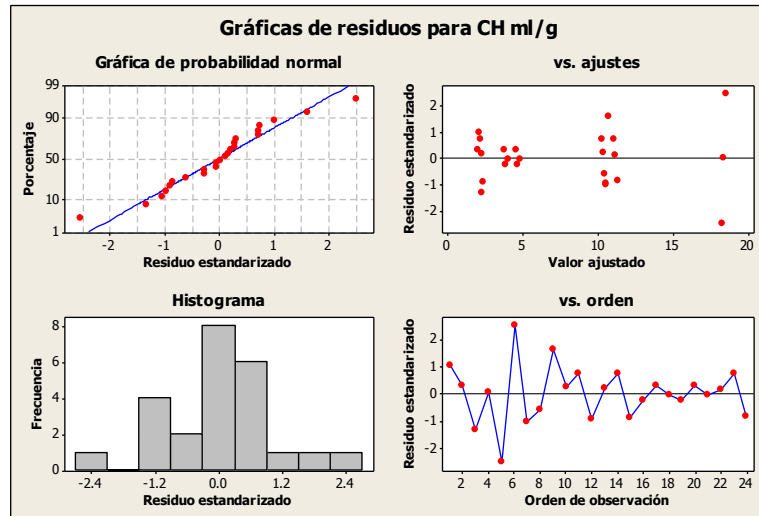 Gráficas de residuos para CH ml/g
Gráfica de probabilidad normal
Porcentaje
99
90
50
10
1
-2 -1 0 1 2
Residuo estandarizado
vs. ajustes
Residuo estandarizado
2
1
0
-1
-2
0 5 10 15 20
Valor ajustado
Histograma
Frecuencia
8
6
4
2
0
-2.4 -1.2 0.0 1.2 2.4
Residuo estandarizado
vs. orden
Residuo estandarizado
2
1
0
-1
-2
2 4 6 8 10 12 14 16 18 20 22 24
Orden de observación